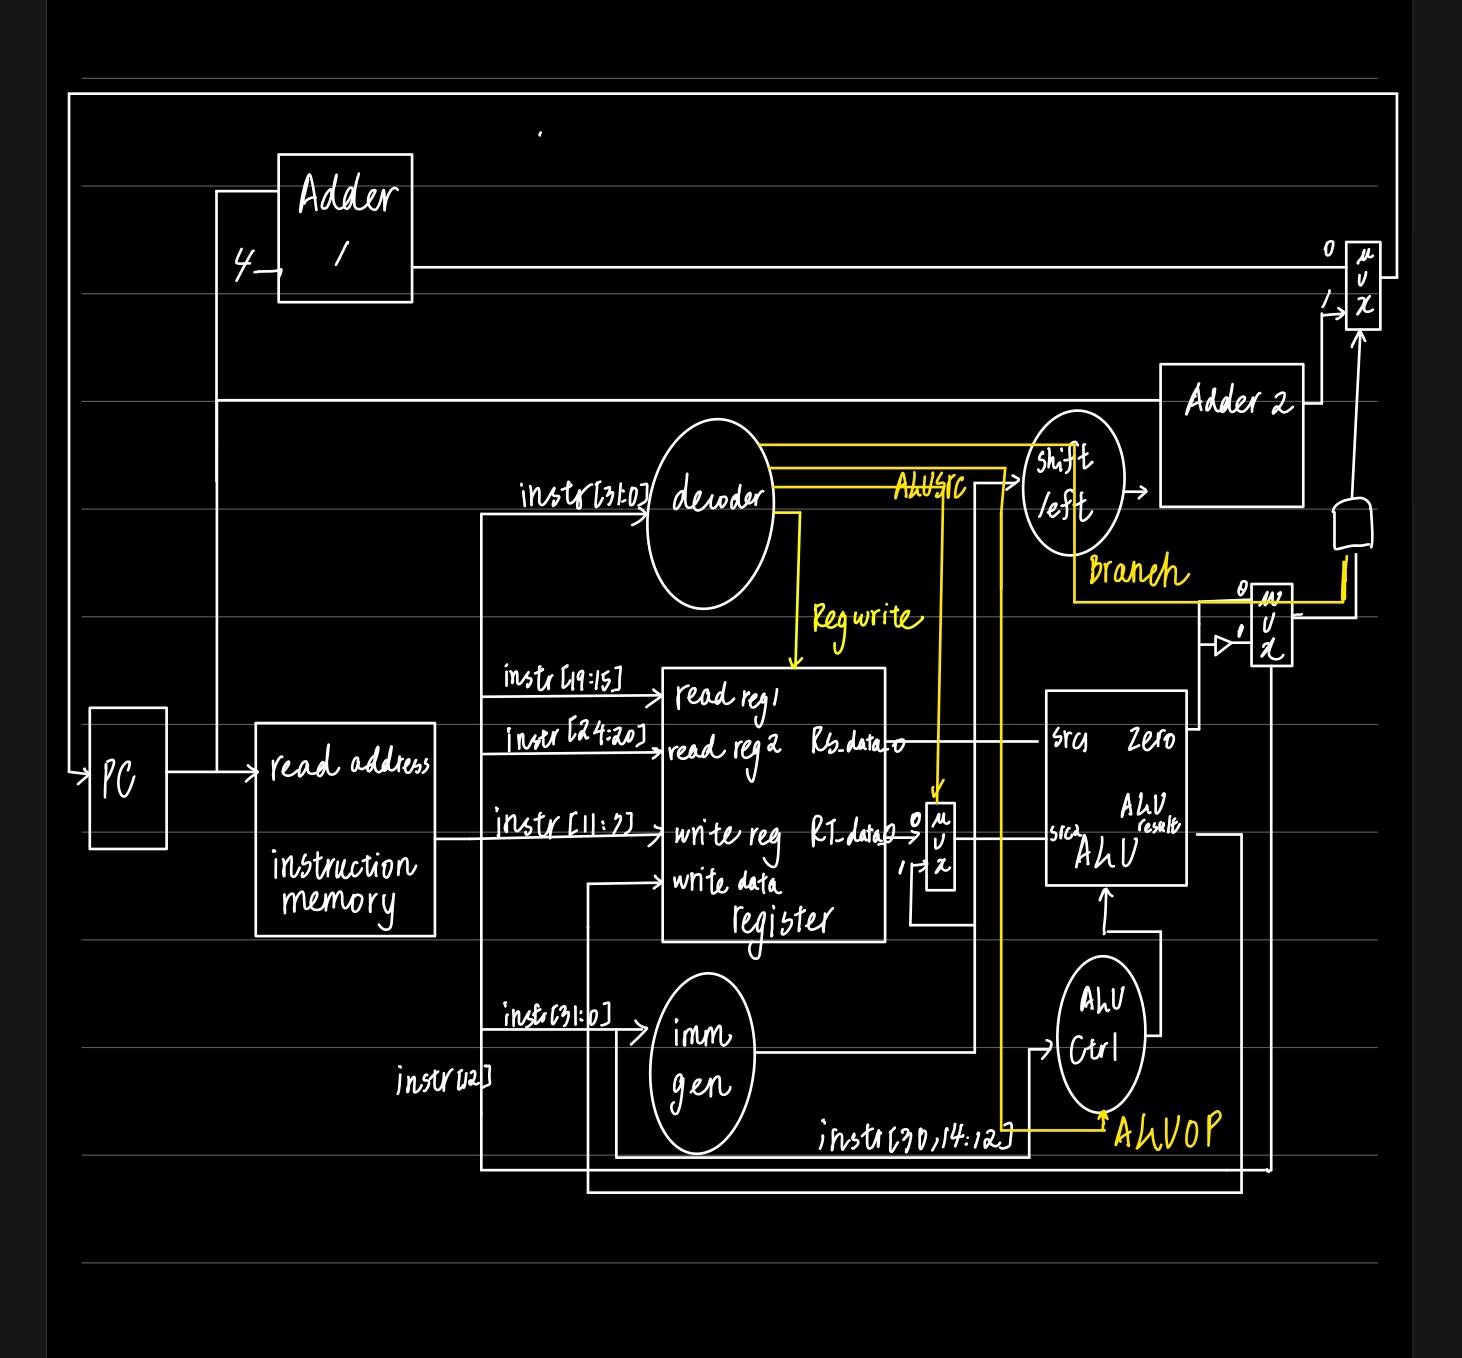 Adder
1
4
0
mux
1
Adder 2
shift
left
decoder
instr[31:0]
ALUSrc
Branch
Regwrite
0
mux
1
instr[19:15]
read reg1
instr[24:20]
read reg2
RS_data0
src1
Zero
PC
read address
instruction
memory
instr[11:7]
write reg
RT_data0
0
mux
1
src2
ALU
result
ALU
write data
register
instr[31:0]
imm
gen
ALU
Ctrl
instr[12]
instr[30,14:12]
ALUOP